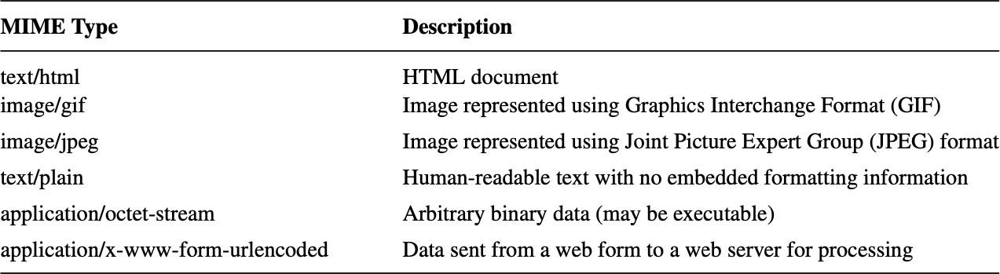 MIME Type Description
text/html HTML document
image/gif Image represented using Graphics Interchange Format (GIF)
image/jpeg Image represented using Joint Picture Expert Group (JPEG) format
text/plain Human-readable text with no embedded formatting information
application/octet-stream Arbitrary binary data (may be executable)
application/x-www-form-urlencoded Data sent from a web form to a web server for processing